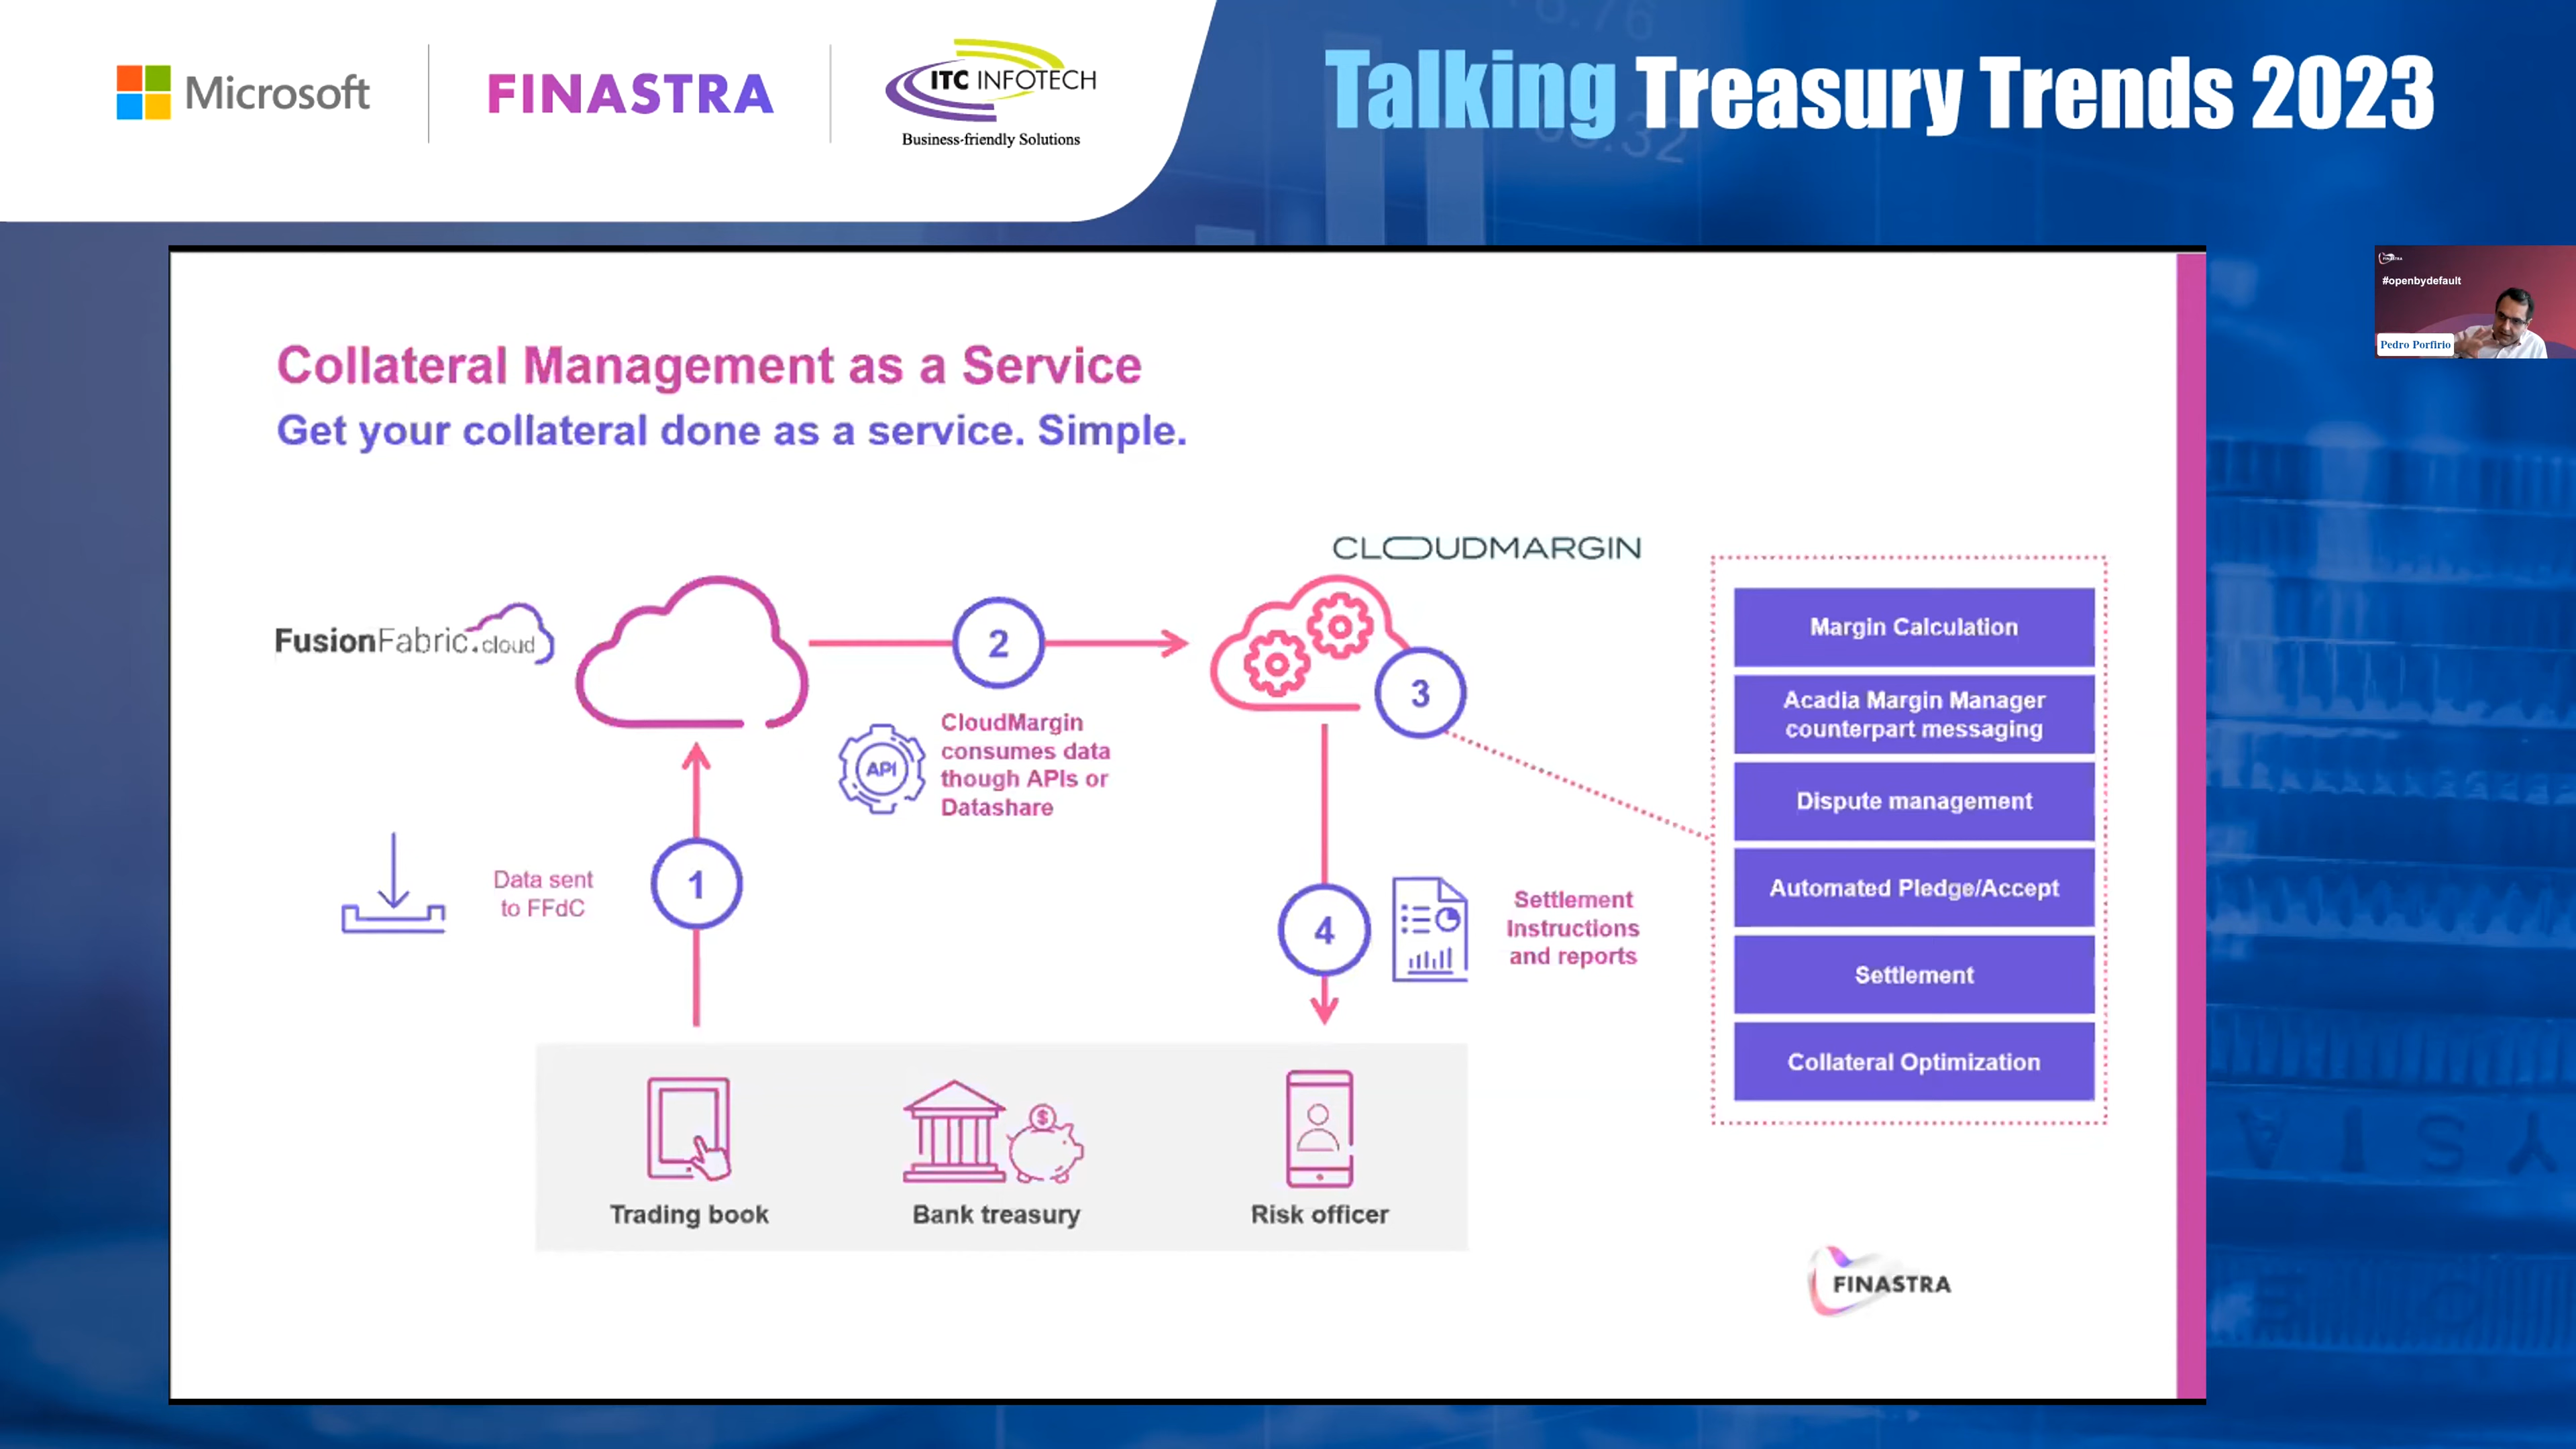 Microsoft
FINASTRA
ITC INFOTECH
Business-friendly Solutions
Talking Treasury Trends 2023
FINASTRA
#openbydefault
Pedro Porfirio
Collateral Management as a Service
Get your collateral done as a service. Simple.
CLOUDMARGIN
FusionFabric.cloud
2
3
API
CloudMargin
consumes data
though APIs or
Datashare
Data sent
to FFdC
1
4
Settlement
Instructions
and reports
Margin Calculation
Acadia Margin Manager
counterpart messaging
Dispute management
Automated Pledge/Accept
Settlement
Collateral Optimization
$
Trading book
Bank treasury
Risk officer
FINASTRA